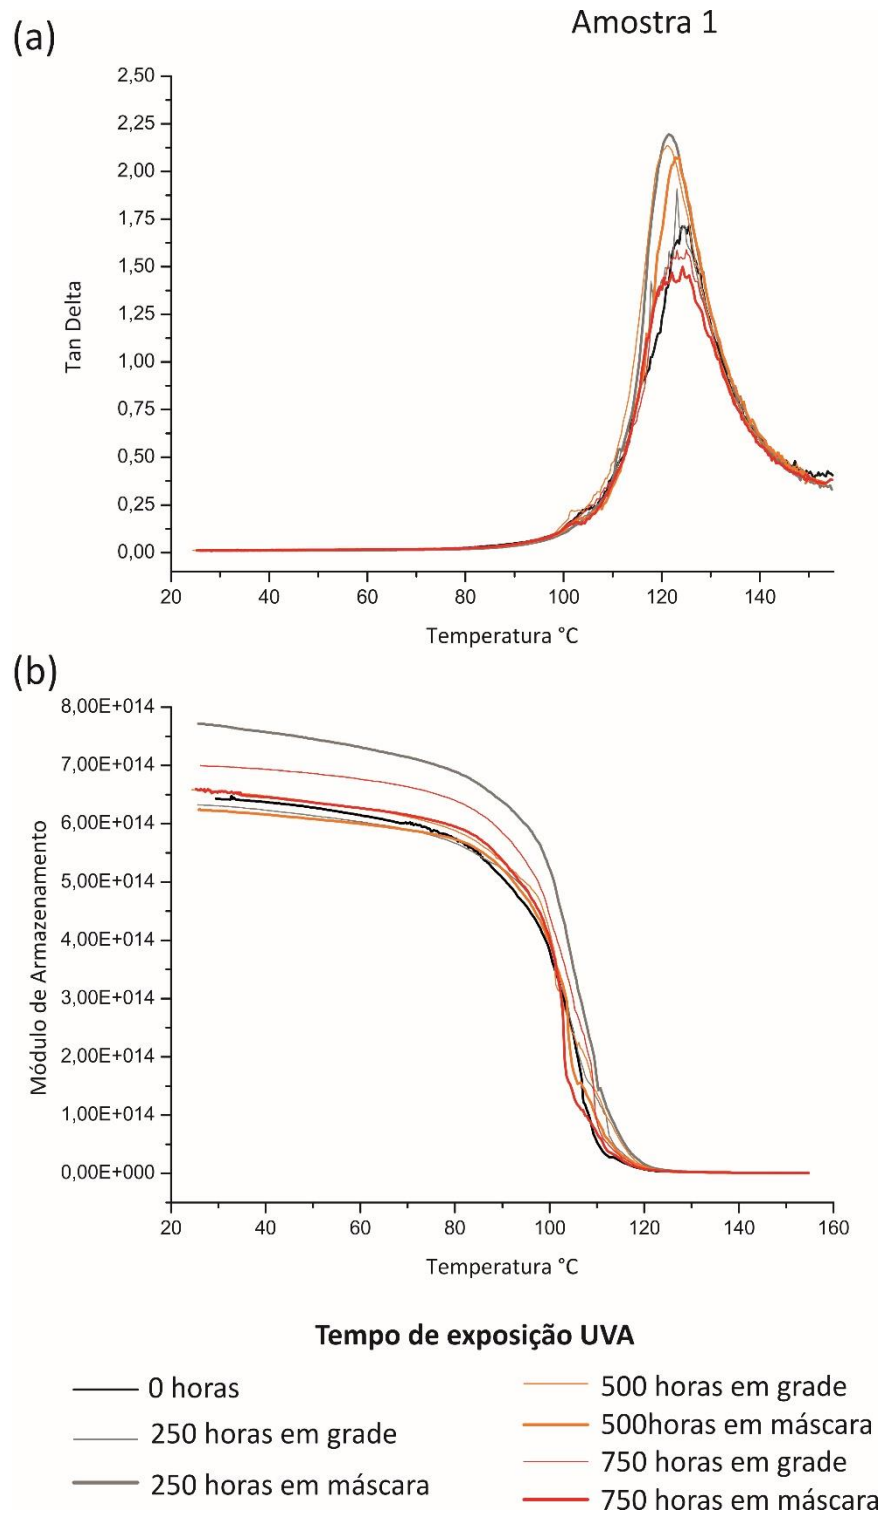 (a)
Amostra 1
2,50
2,25
2,00
1,75
1,50
1,25
1,00
0,75
0,50
0,25
0,00
Tan Delta
20 40 60 80 100 120 140
Temperatura °C
(b)
8,00E+014
7,00E+014
6,00E+014
5,00E+014
4,00E+014
3,00E+014
2,00E+014
1,00E+014
0,00E+000
Módulo de Armazenamento
20 40 60 80 100 120 140 160
Temperatura °C
Tempo de exposição UVA
0 horas
250 horas em grade
250 horas em máscara
500 horas em grade
500horas em máscara
750 horas em grade
750 horas em máscara